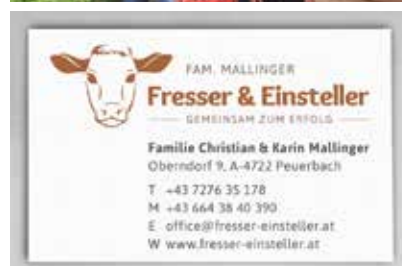 FAM. MALLINGER
Fresser & Einsteller
GEMEINSAM ZUM ERFOLG
Familie Christian & Karin Mallinger
Oberndorf 9, A-4722 Peuerbach
T +43 7276 35 178
M +43 664 38 40 390
E office@fresser-einsteller.at
W www.fresser-einsteller.at